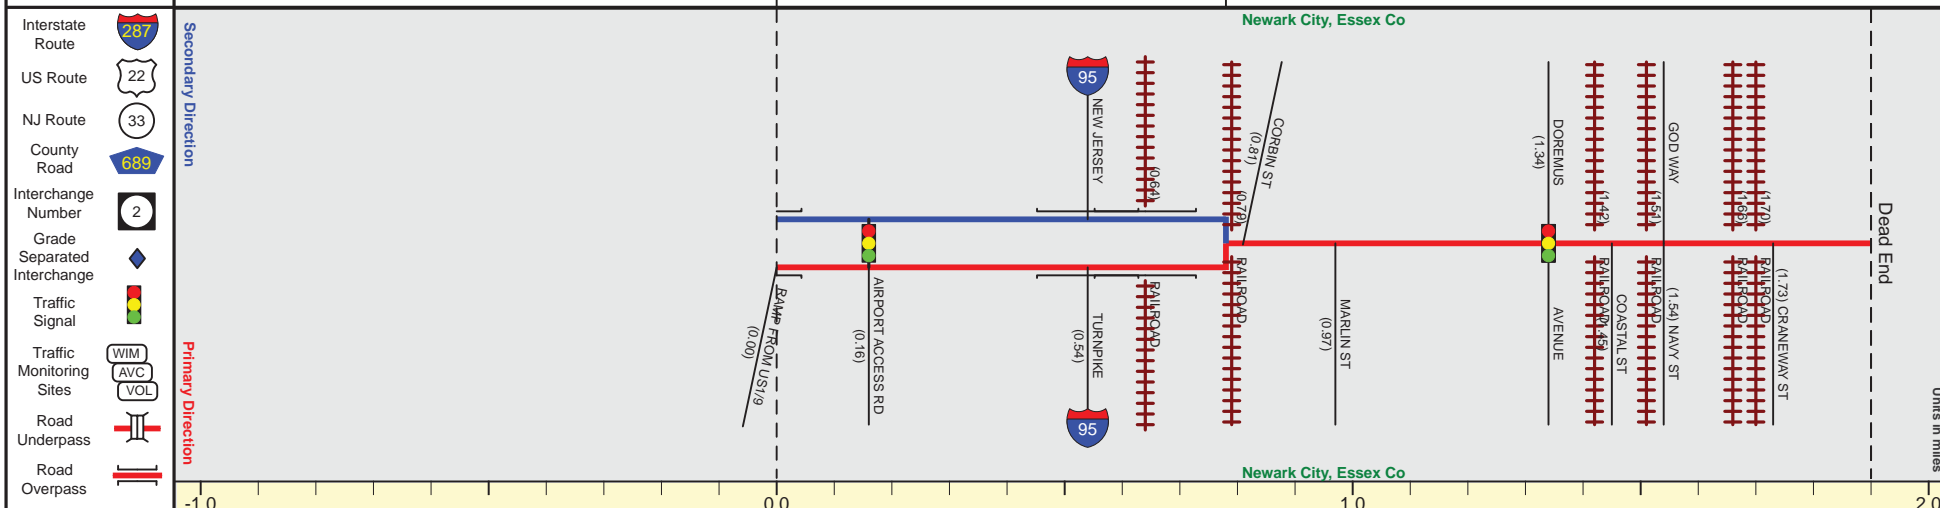 Interstate
Route
287
US Route
22
NJ Route
33
County
Road
689
Interchange
Number
2
Grade
Separated
Interchange
Traffic
Signal
Traffic
Monitoring
Sites
WIM
AVC
VOL
Road
Underpass
Road
Overpass
Secondary Direction
Primary Direction
Newark City, Essex Co
RAMP FROM US1/9
(0.00)
AIRPORT ACCESS RD
(0.16)
95
NEW JERSEY
TURNPIKE
(0.54)
95
(0.64)
RAILROAD
(0.79)
RAILROAD
CORBIN ST
(0.81)
MARLIN ST
(0.97)
DOREMUS
(1.34)
AVENUE
(1.42)
RAILROAD
COASTAL ST
(1.45)
(1.51)
RAILROAD
GOD WAY
(1.54) NAVY ST
(1.66)
RAILROAD
(1.70)
RAILROAD
(1.73) CRANEWAY ST
Dead End
Newark City, Essex Co
Units in miles
-1.0
0.0
1.0
2.0